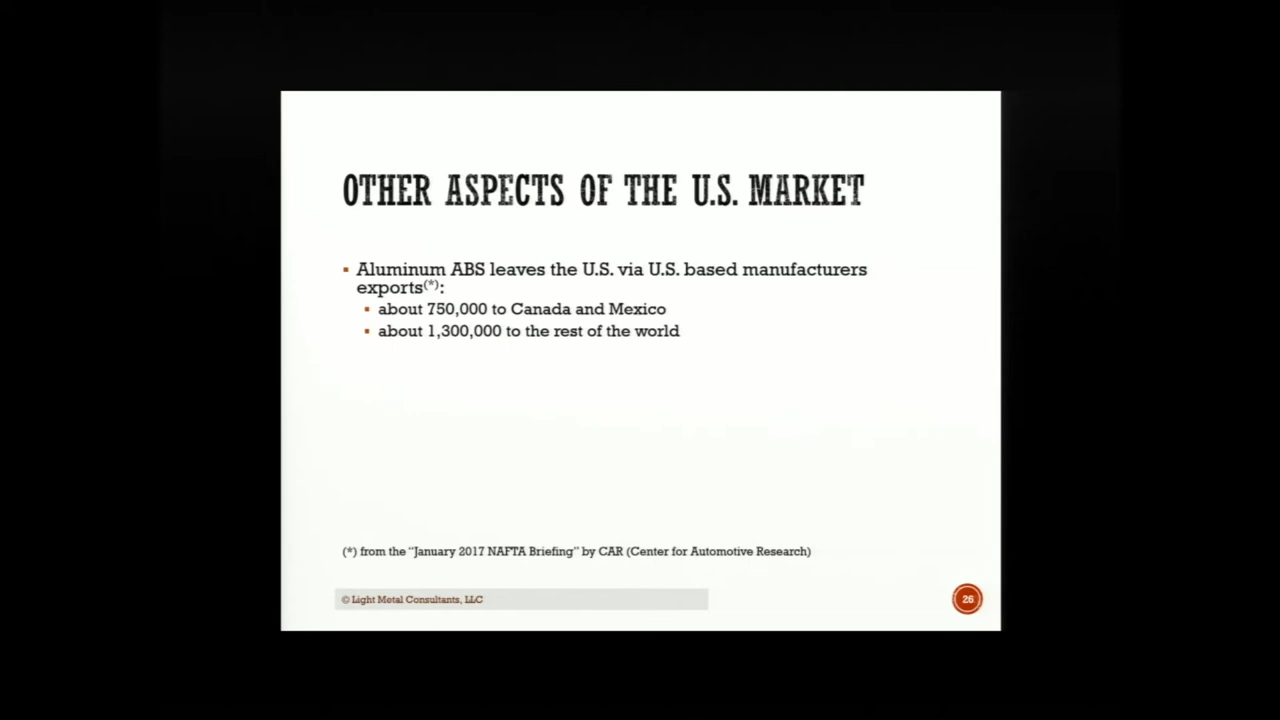 OTHER ASPECTS OF THE U.S. MARKET
▪ Aluminum ABS leaves the U.S. via U.S. based manufacturers
exports(*):
▪ about 750,000 to Canada and Mexico
▪ about 1,300,000 to the rest of the world
(*) from the “January 2017 NAFTA Briefing” by CAR (Center for Automotive Research)
© Light Metal Consultants, LLC
26